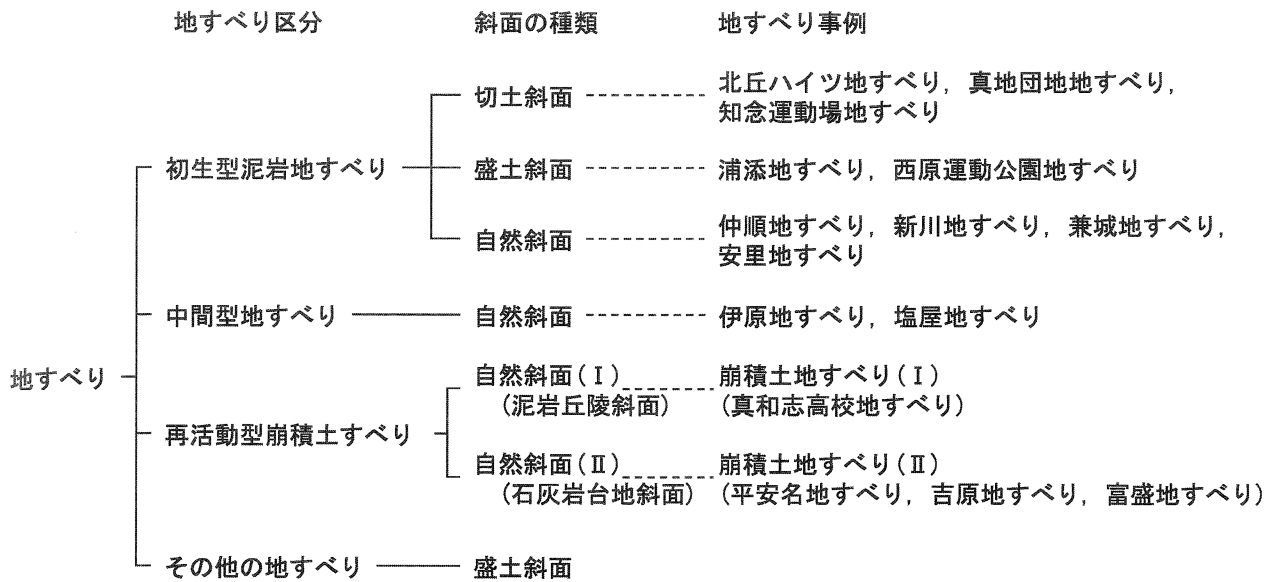 地すべり区分 斜面の種類 地すべり事例
切土斜面 北丘ハイツ地すべり，真地団地地すべり，
知念運動場地すべり
初生型泥岩地すべり 盛土斜面 浦添地すべり，西原運動公園地すべり
自然斜面 仲順地すべり，新川地すべり，兼城地すべり，
安里地すべり
中間型地すべり 自然斜面 伊原地すべり，塩屋地すべり
地すべり
自然斜面(Ⅰ) 崩積土地すべり(Ⅰ)
(泥岩丘陵斜面) (真和志高校地すべり)
再活動型崩積土すべり
自然斜面(Ⅱ) 崩積土地すべり(Ⅱ)
(石灰岩台地斜面) (平安名地すべり，吉原地すべり，富盛地すべり)
その他の地すべり 盛土斜面